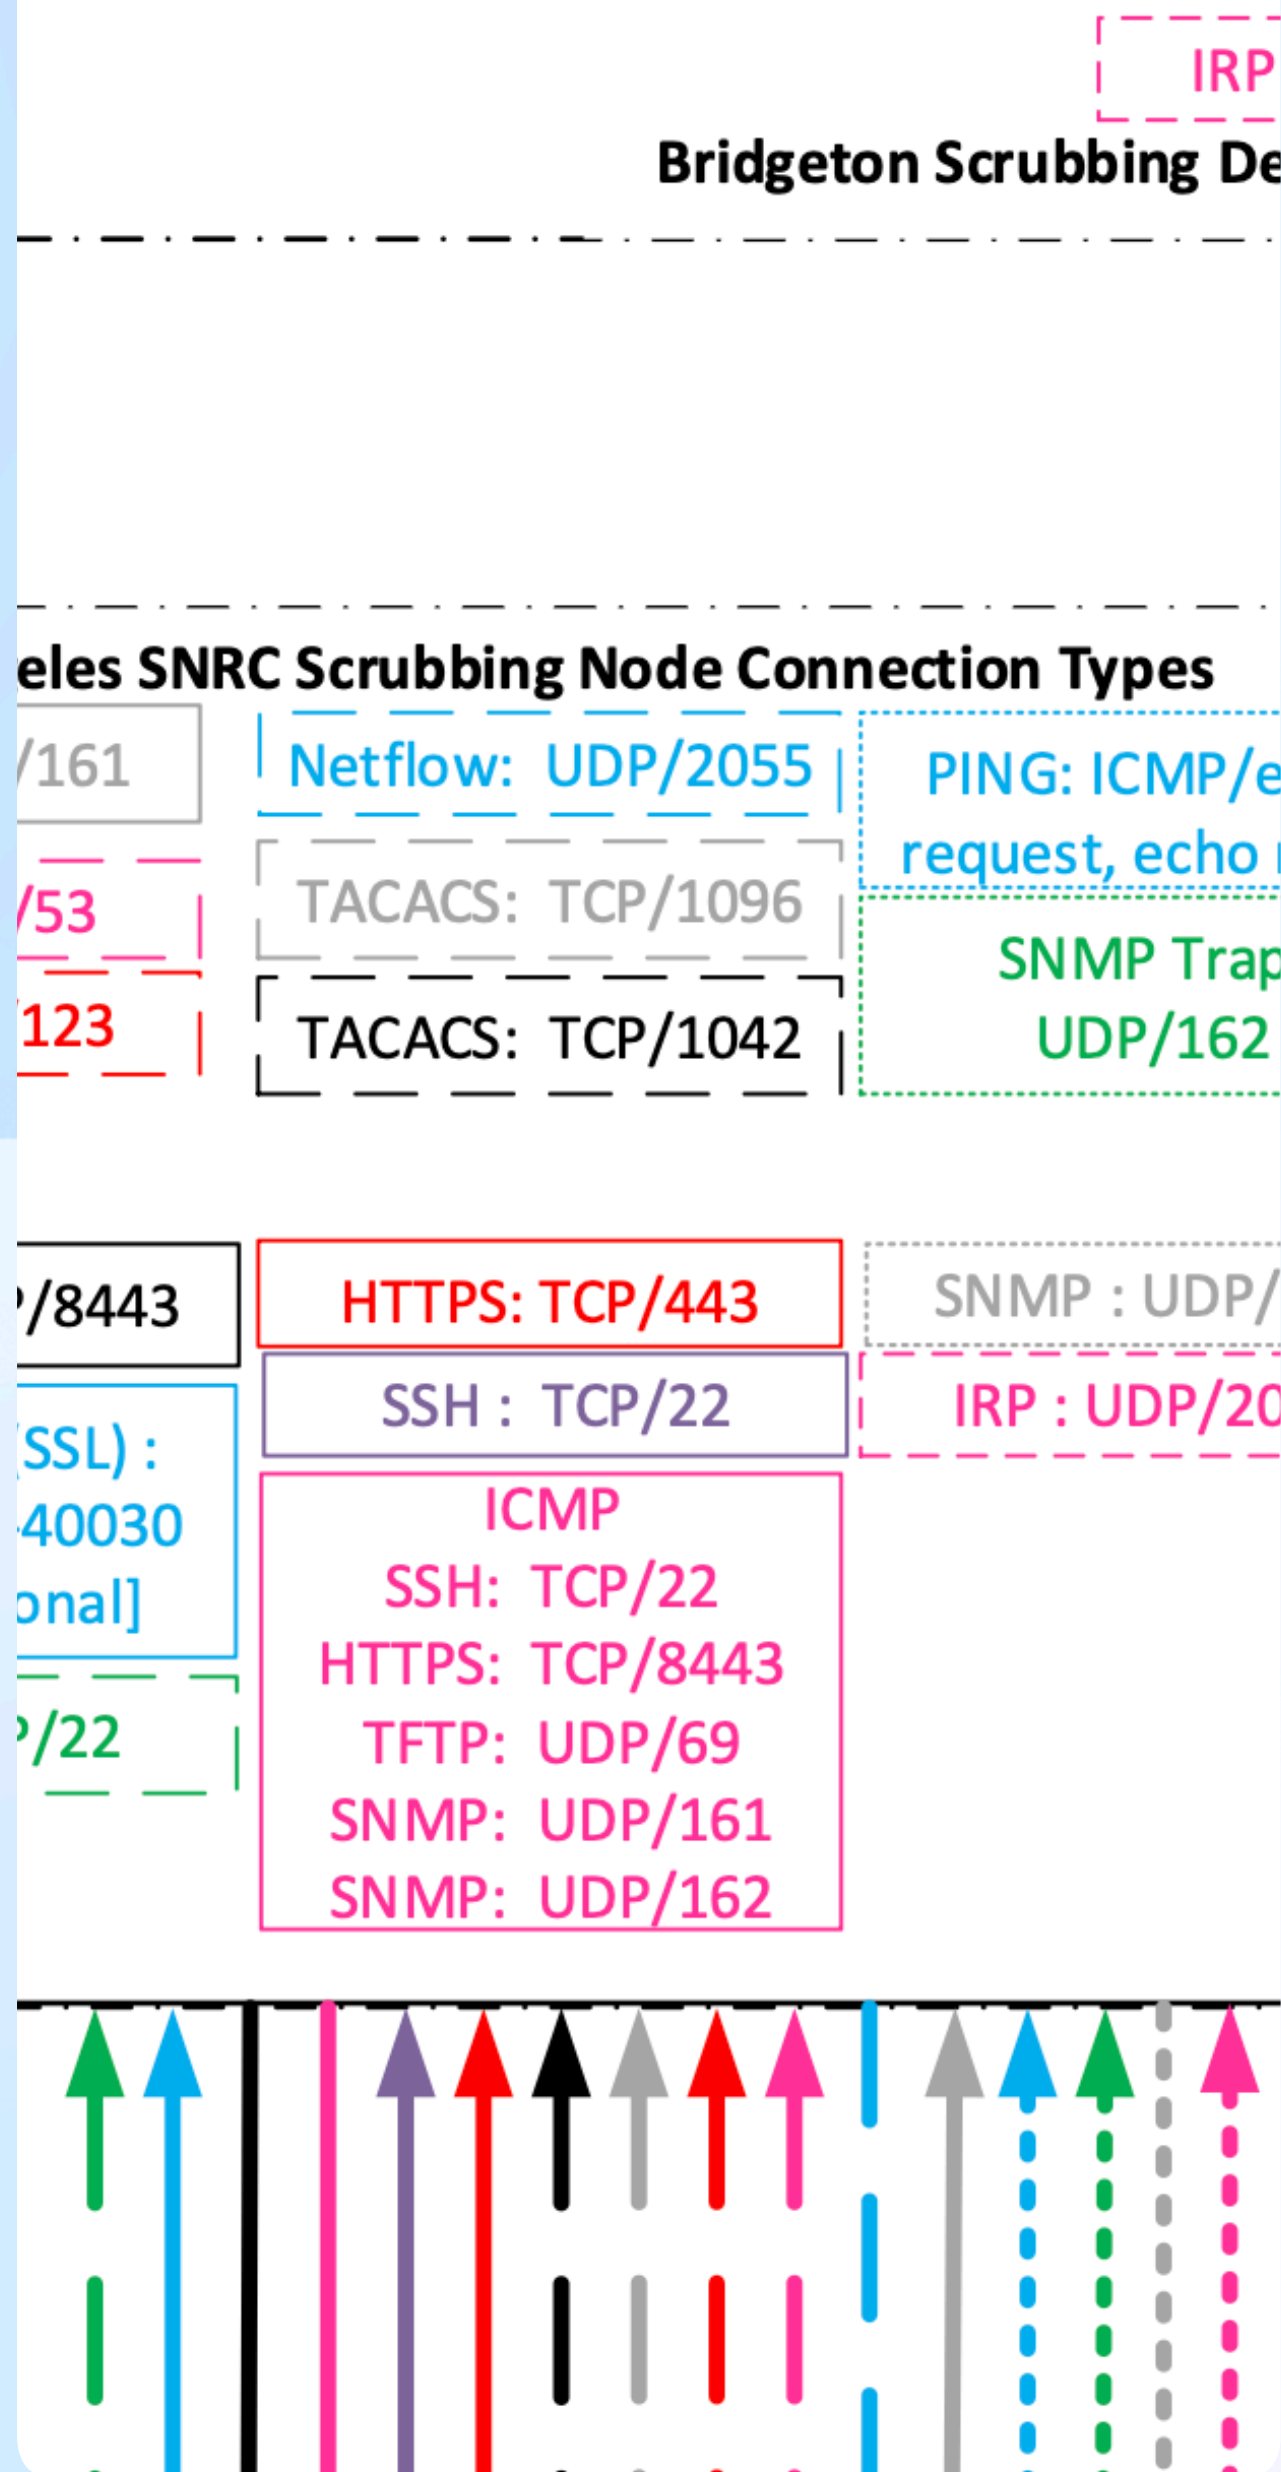 IRP
Bridgeton Scrubbing De
eles SNRC Scrubbing Node Connection Types
/161
Netflow: UDP/2055
PING: ICMP/e
request, echo
/53
TACACS: TCP/1096
SNMP Trap
UDP/162
/123
TACACS: TCP/1042
P/8443
HTTPS: TCP/443
SNMP : UDP/
SSH : TCP/22
IRP : UDP/20
(SSL) :
-40030
onal]
P/22
ICMP
SSH: TCP/22
HTTPS: TCP/8443
TFTP: UDP/69
SNMP: UDP/161
SNMP: UDP/162